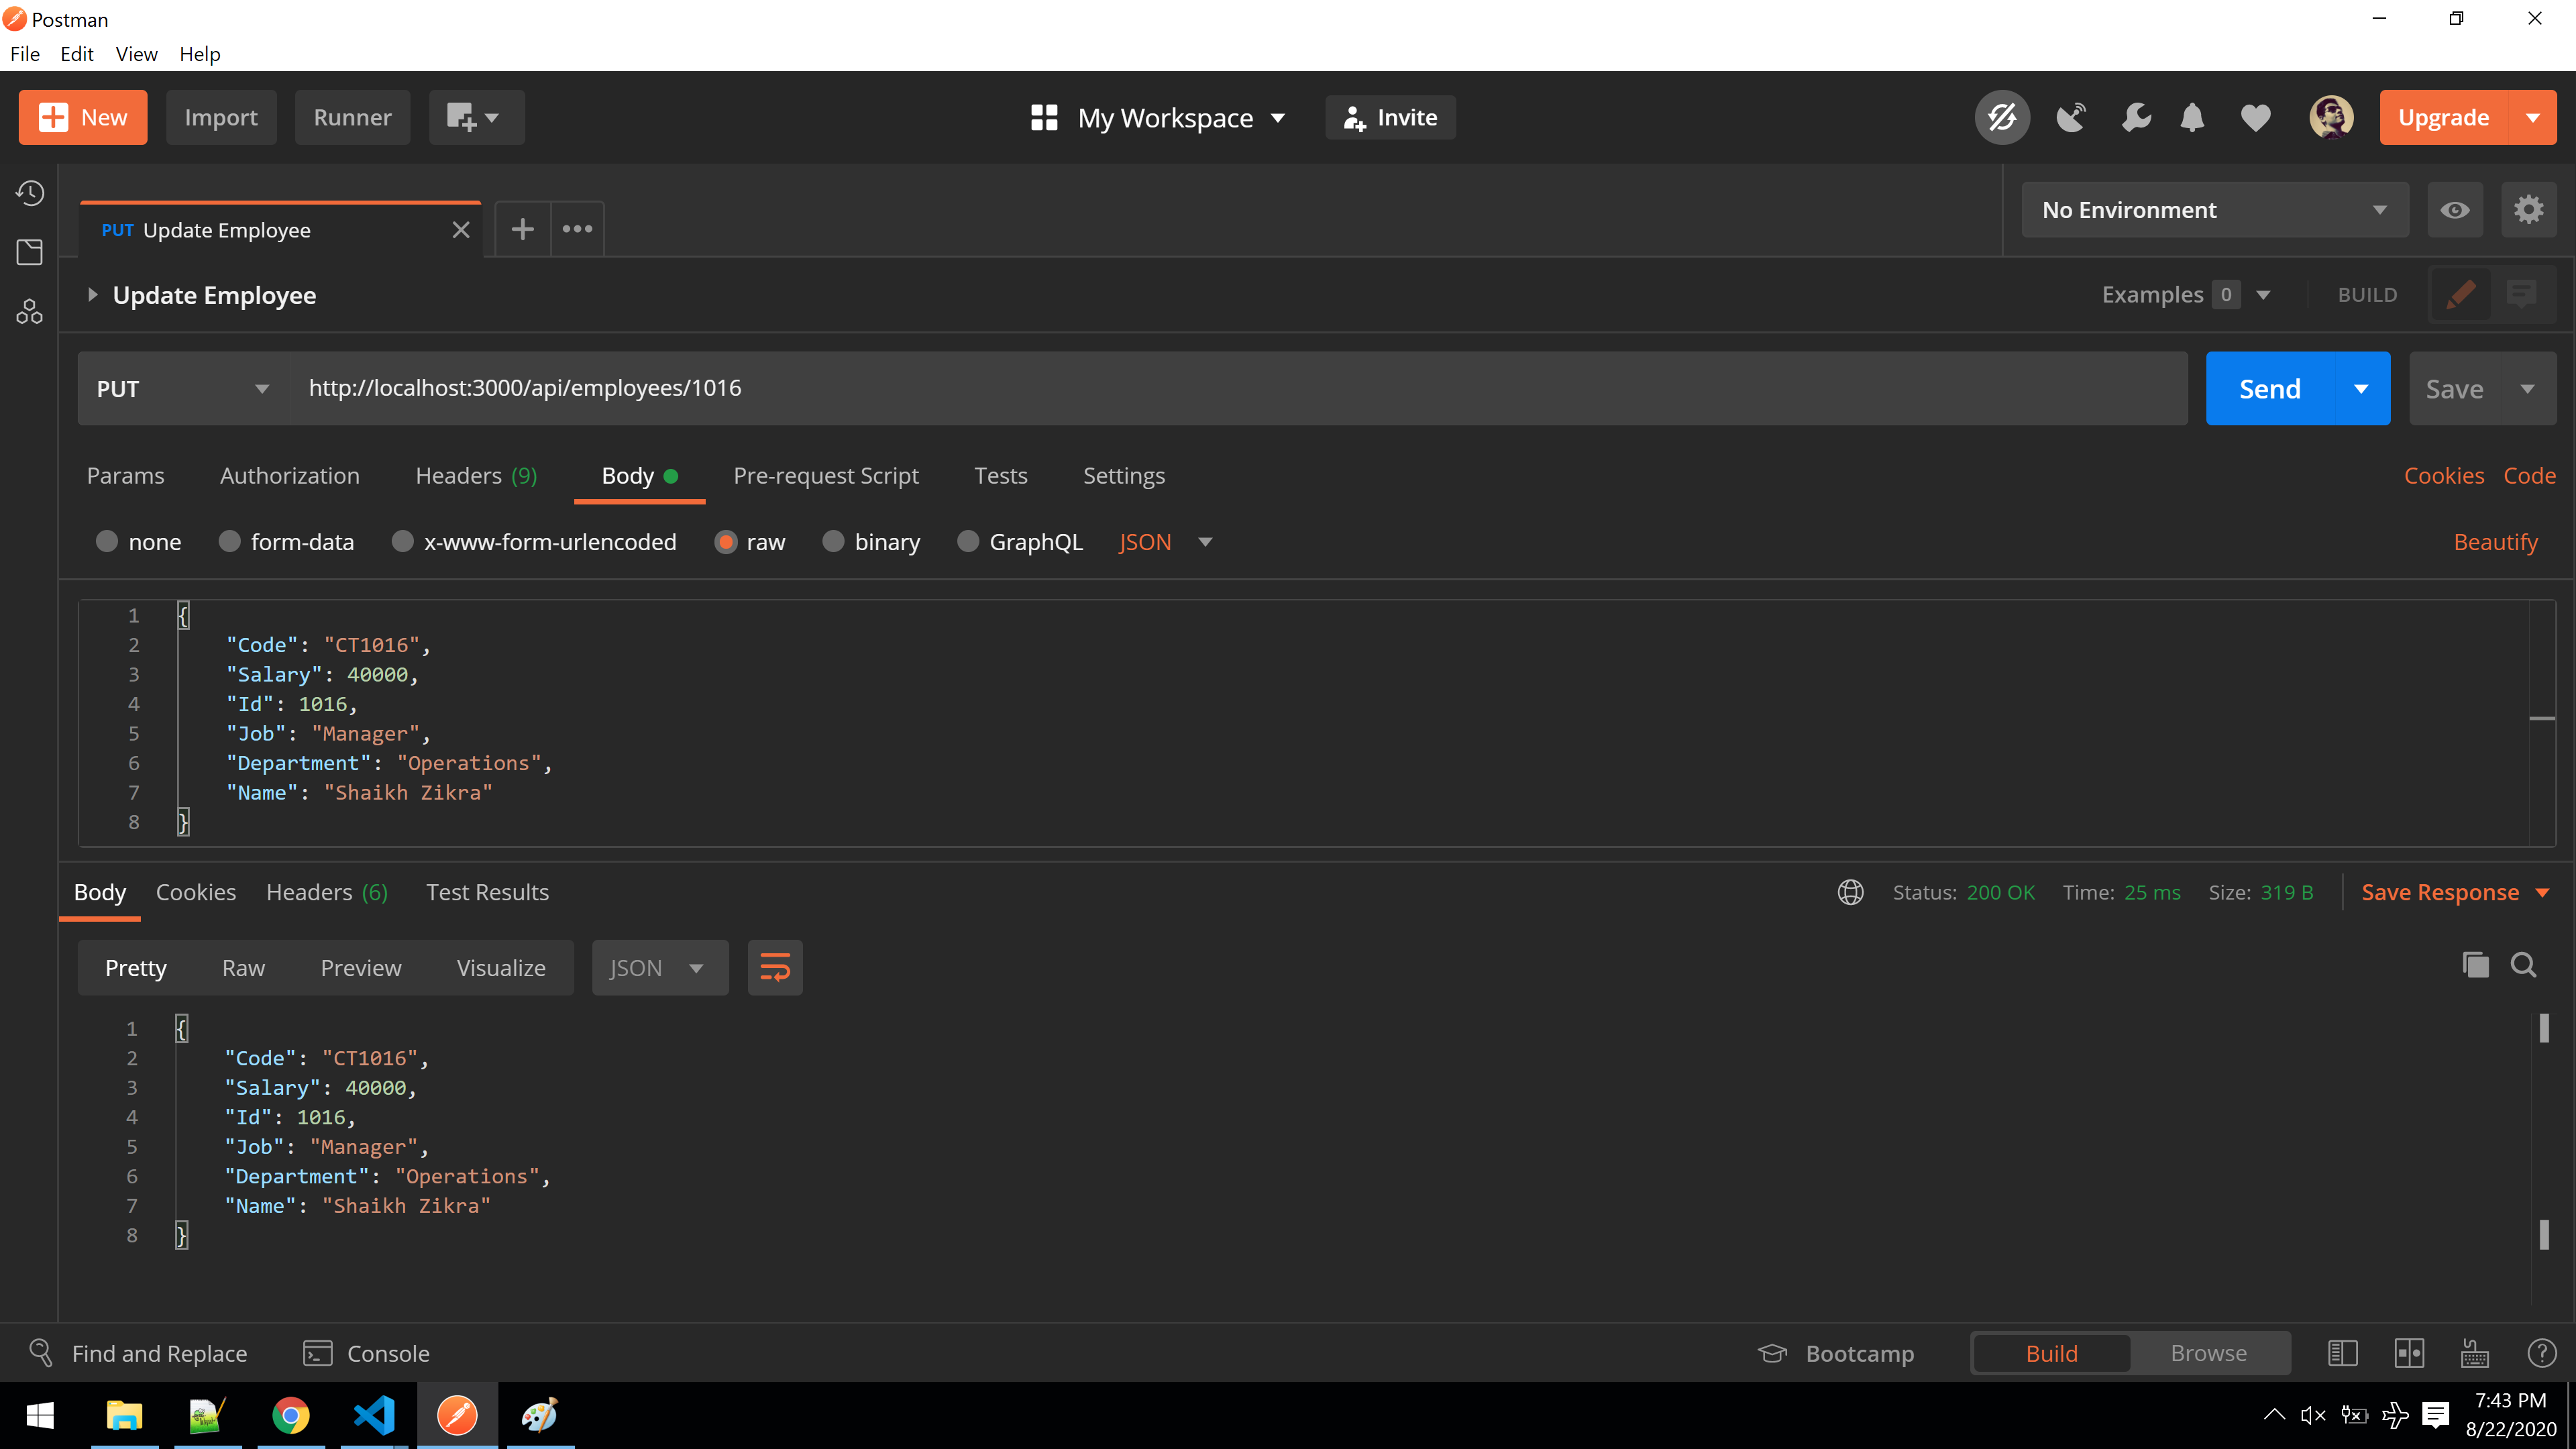 Postman
File Edit View Help
New Import Runner My Workspace Invite Upgrade
PUT Update Employee No Environment
Update Employee Examples 0 BUILD
PUT http://localhost:3000/api/employees/1016 Send Save
Params Authorization Headers (9) Body Pre-request Script Tests Settings Cookies Code
none form-data x-www-form-urlencoded raw binary GraphQL JSON Beautify
1 {
2 "Code": "CT1016",
3 "Salary": 40000,
4 "Id": 1016,
5 "Job": "Manager",
6 "Department": "Operations",
7 "Name": "Shaikh Zikra"
8 }
Body Cookies Headers (6) Test Results Status: 200 OK Time: 25 ms Size: 319 B Save Response
Pretty Raw Preview Visualize JSON
1 {
2 "Code": "CT1016",
3 "Salary": 40000,
4 "Id": 1016,
5 "Job": "Manager",
6 "Department": "Operations",
7 "Name": "Shaikh Zikra"
8 }
Find and Replace Console Bootcamp Build Browse
7:43 PM
8/22/2020